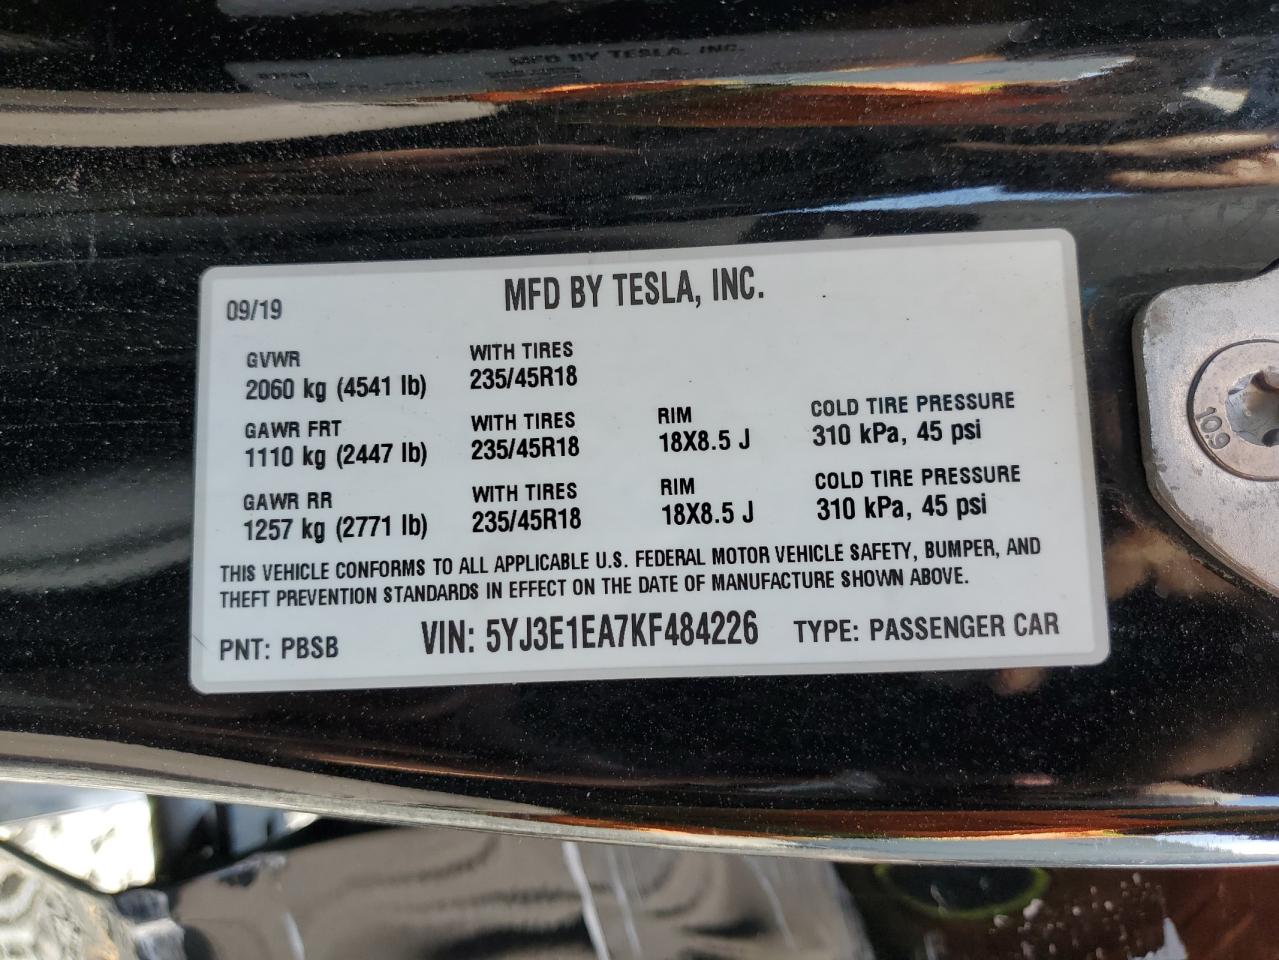 MFD BY TESLA, INC.
09/19
GVWR WITH TIRES
2060 kg (4541 lb) 235/45R18
GAWR FRT WITH TIRES RIM COLD TIRE PRESSURE
1110 kg (2447 lb) 235/45R18 18X8.5 J 310 kPa, 45 psi
GAWR RR WITH TIRES RIM COLD TIRE PRESSURE
1257 kg (2771 lb) 235/45R18 18X8.5 J 310 kPa, 45 psi
THIS VEHICLE CONFORMS TO ALL APPLICABLE U.S. FEDERAL MOTOR VEHICLE SAFETY, BUMPER, AND
THEFT PREVENTION STANDARDS IN EFFECT ON THE DATE OF MANUFACTURE SHOWN ABOVE.
PNT: PBSB VIN: 5YJ3E1EA7KF484226 TYPE: PASSENGER CAR
10.9